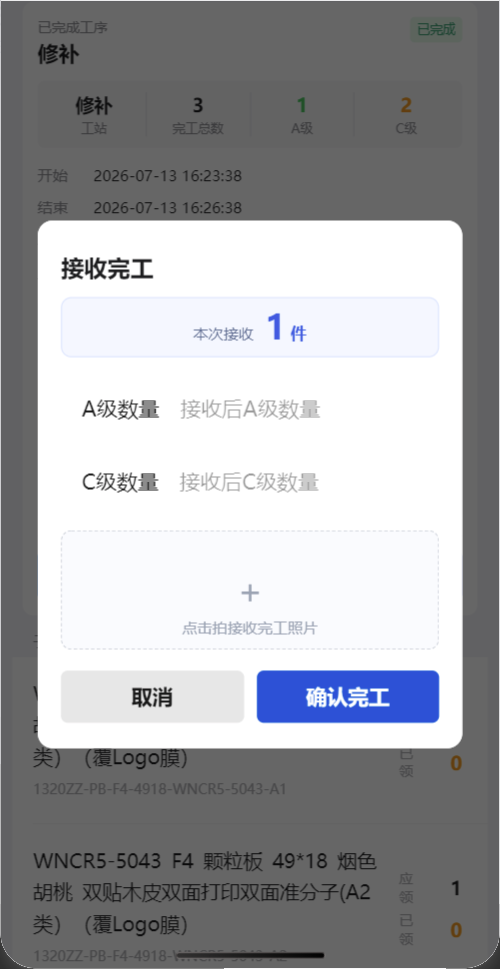 已完成工序
已完成
修补
修补 3 1 2
工站 完工总数 A级 C级
开始 2026-07-13 16:23:38
结束 2026-07-13 16:26:38
接收完工
本次接收 1 件
A级数量 接收后A级数量
C级数量 接收后C级数量
+
点击拍接收完工照片
取消 确认完工
类）（覆Logo膜）
已领 0
1320ZZ-PB-F4-4918-WNCR5-5043-A1
WNCR5-5043 F4 颗粒板 49*18 烟色
胡桃 双贴木皮双面打印双面准分子(A2
类）（覆Logo膜）
应领 1
已领 0
1320ZZ-PB-F4-4918-WNCR5-5043-A2